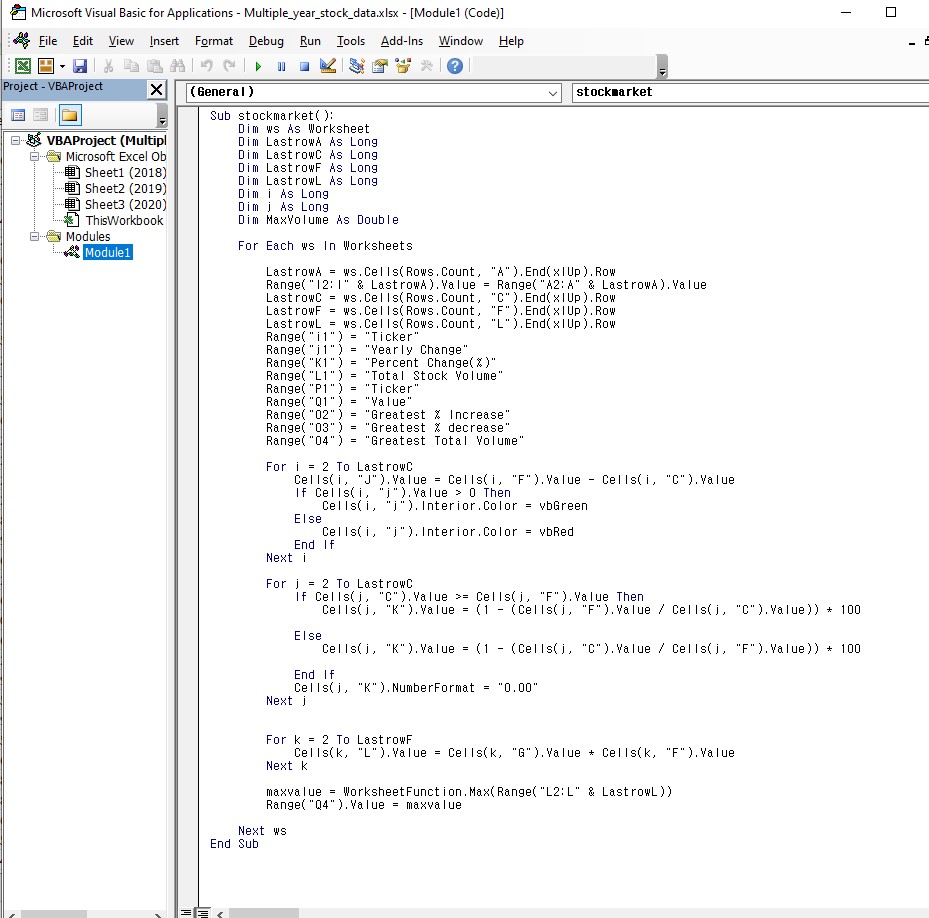 Microsoft Visual Basic for Applications - Multiple_year_stock_data.xlsx - [Module1 (Code)]
File Edit View Insert Format Debug Run Tools Add-Ins Window Help
Project - VBAProject
(General)
stockmarket
VBAProject (Multipl
Microsoft Excel Ob
Sheet1 (2018)
Sheet2 (2019)
Sheet3 (2020)
ThisWorkbook
Modules
Module1
Sub stockmarket():
Dim ws As Worksheet
Dim LastrowA As Long
Dim LastrowC As Long
Dim LastrowF As Long
Dim LastrowL As Long
Dim i As Long
Dim j As Long
Dim MaxVolume As Double
For Each ws In Worksheets
LastrowA = ws.Cells(Rows.Count, "A").End(xlUp).Row
Range("I2:I" & LastrowA).Value = Range("A2:A" & LastrowA).Value
LastrowC = ws.Cells(Rows.Count, "C").End(xlUp).Row
LastrowF = ws.Cells(Rows.Count, "F").End(xlUp).Row
LastrowL = ws.Cells(Rows.Count, "L").End(xlUp).Row
Range("i1") = "Ticker"
Range("j1") = "Yearly Change"
Range("K1") = "Percent Change(%)"
Range("L1") = "Total Stock Volume"
Range("P1") = "Ticker"
Range("Q1") = "Value"
Range("O2") = "Greatest % Increase"
Range("O3") = "Greatest % decrease"
Range("O4") = "Greatest Total Volume"
For i = 2 To LastrowC
Cells(i, "J").Value = Cells(i, "F").Value - Cells(i, "C").Value
If Cells(i, "j").Value > 0 Then
Cells(i, "j").Interior.Color = vbGreen
Else
Cells(i, "j").Interior.Color = vbRed
End If
Next i
For j = 2 To LastrowC
If Cells(j, "C").Value >= Cells(j, "F").Value Then
Cells(j, "K").Value = (1 - (Cells(j, "F").Value / Cells(j, "C").Value)) * 100
Else
Cells(j, "K").Value = (1 - (Cells(j, "C").Value / Cells(j, "F").Value)) * 100
End If
Cells(j, "K").NumberFormat = "0.00"
Next j
For k = 2 To LastrowF
Cells(k, "L").Value = Cells(k, "G").Value * Cells(k, "F").Value
Next k
maxvalue = WorksheetFunction.Max(Range("L2:L" & LastrowL))
Range("Q4").Value = maxvalue
Next ws
End Sub